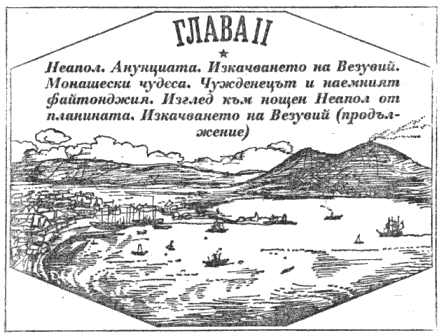 ГЛАВА II
Неапол. Анунциата. Изкачването на Везувий.
Монашески чудеса. Чужденецът и наемният
файтонджия. Изглед към нощен Неапол от
планината. Изкачването на Везувий (продъл-
жение)